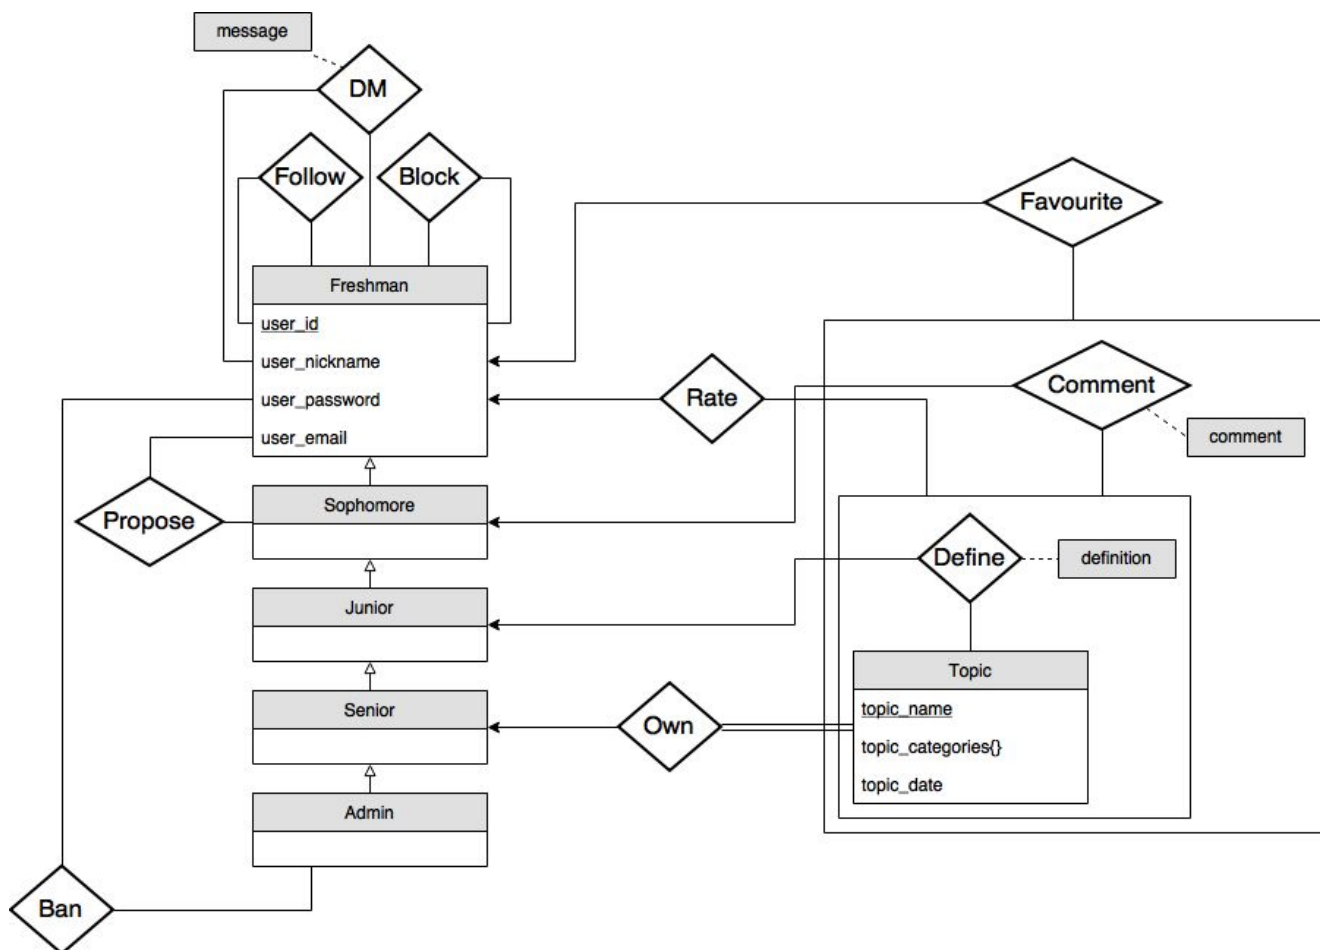 message
DM
Follow
Block
Favourite
Freshman
user_id
user_nickname
user_password
user_email
Rate
Comment
comment
Propose
Sophomore
Define
definition
Junior
Topic
topic_name
topic_categories{}
topic_date
Senior
Own
Admin
Ban